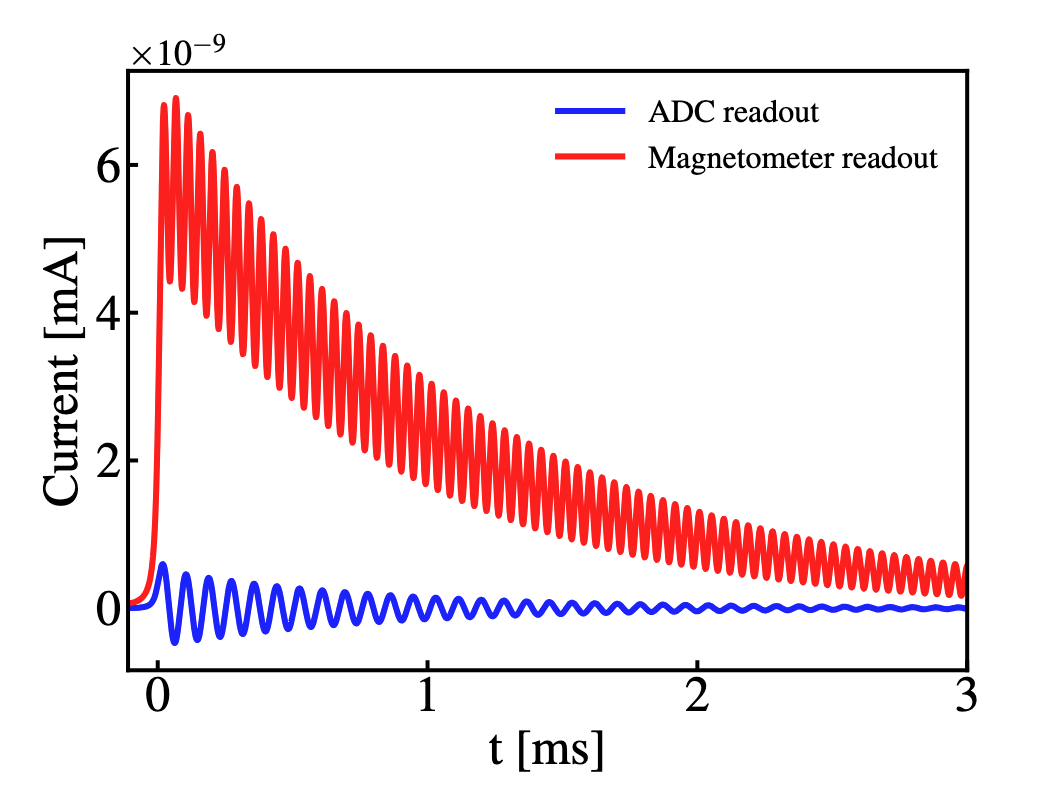 ×10⁻⁹
ADC readout
Magnetometer readout
Current [mA]
6
4
2
0
0 1 2 3
t [ms]